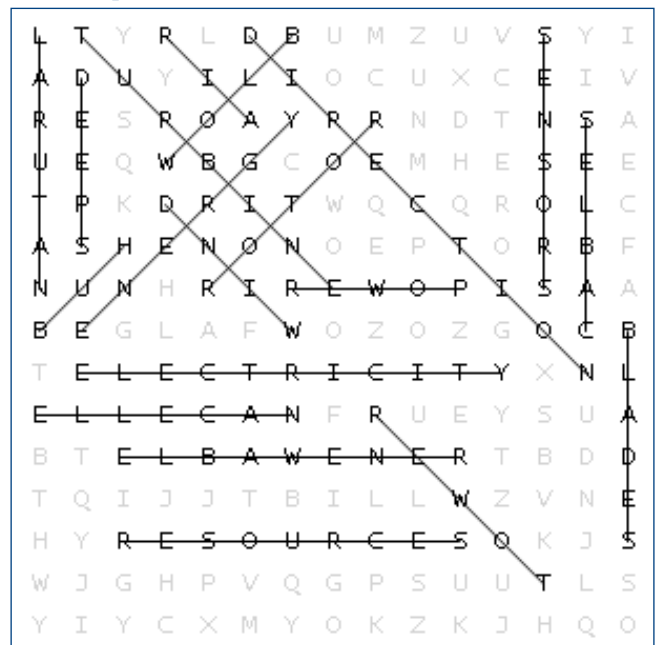 L T Y R L D B U M Z U V S Y I
A D U Y I L I O C U X C E I V
R E S R O A Y R R N D T N S A
U E Q W B G C O E M H E S E E
T P K D R I T W Q C Q R O L C
A S H E N O N O E P T O R B F
N U N H R I R E W O P I S A A
B E G L A F W O Z O Z G O C B
T E L E C T R I C I T Y X N L
E L L E C A N F R U E Y S U A
B T E L B A W E N E R T B D D
T Q I J J T B I L L W Z V N E
H Y R E S O U R C E S O K J S
W J G H P V Q G P S U U T L S
Y I Y C X M Y O K Z K J H Q O